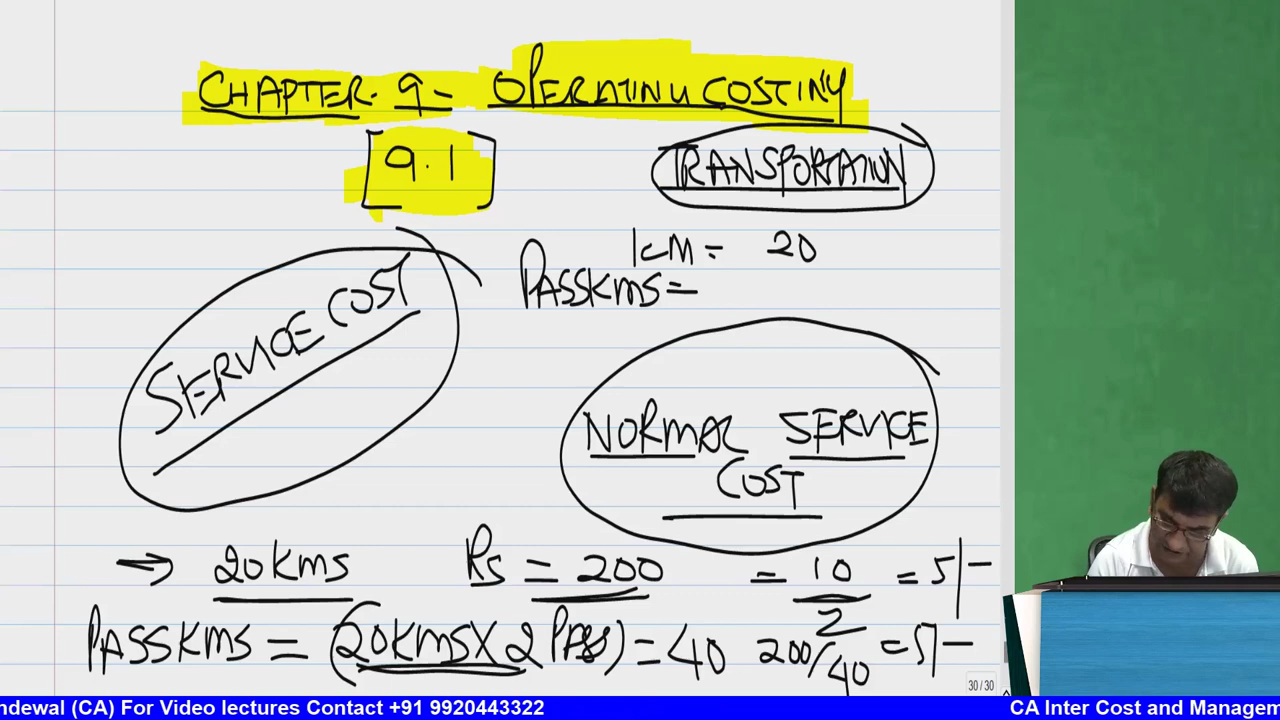 CHAPTER. 9 = OPERATING COSTING
[9.1]
TRANSPORTATION
KM = 20
PASSKMS =
SERVICE COST
NORMAL SERVICE
COST
⇒ 20 KMS Rs = 200 = 10/2 = 5/-
PASSKMS = (20KMS X 2 PASS) = 40 200/40 = 5/-
30/30
ndewal (CA) For Video lectures Contact +91 9920443322
CA Inter Cost and Managem